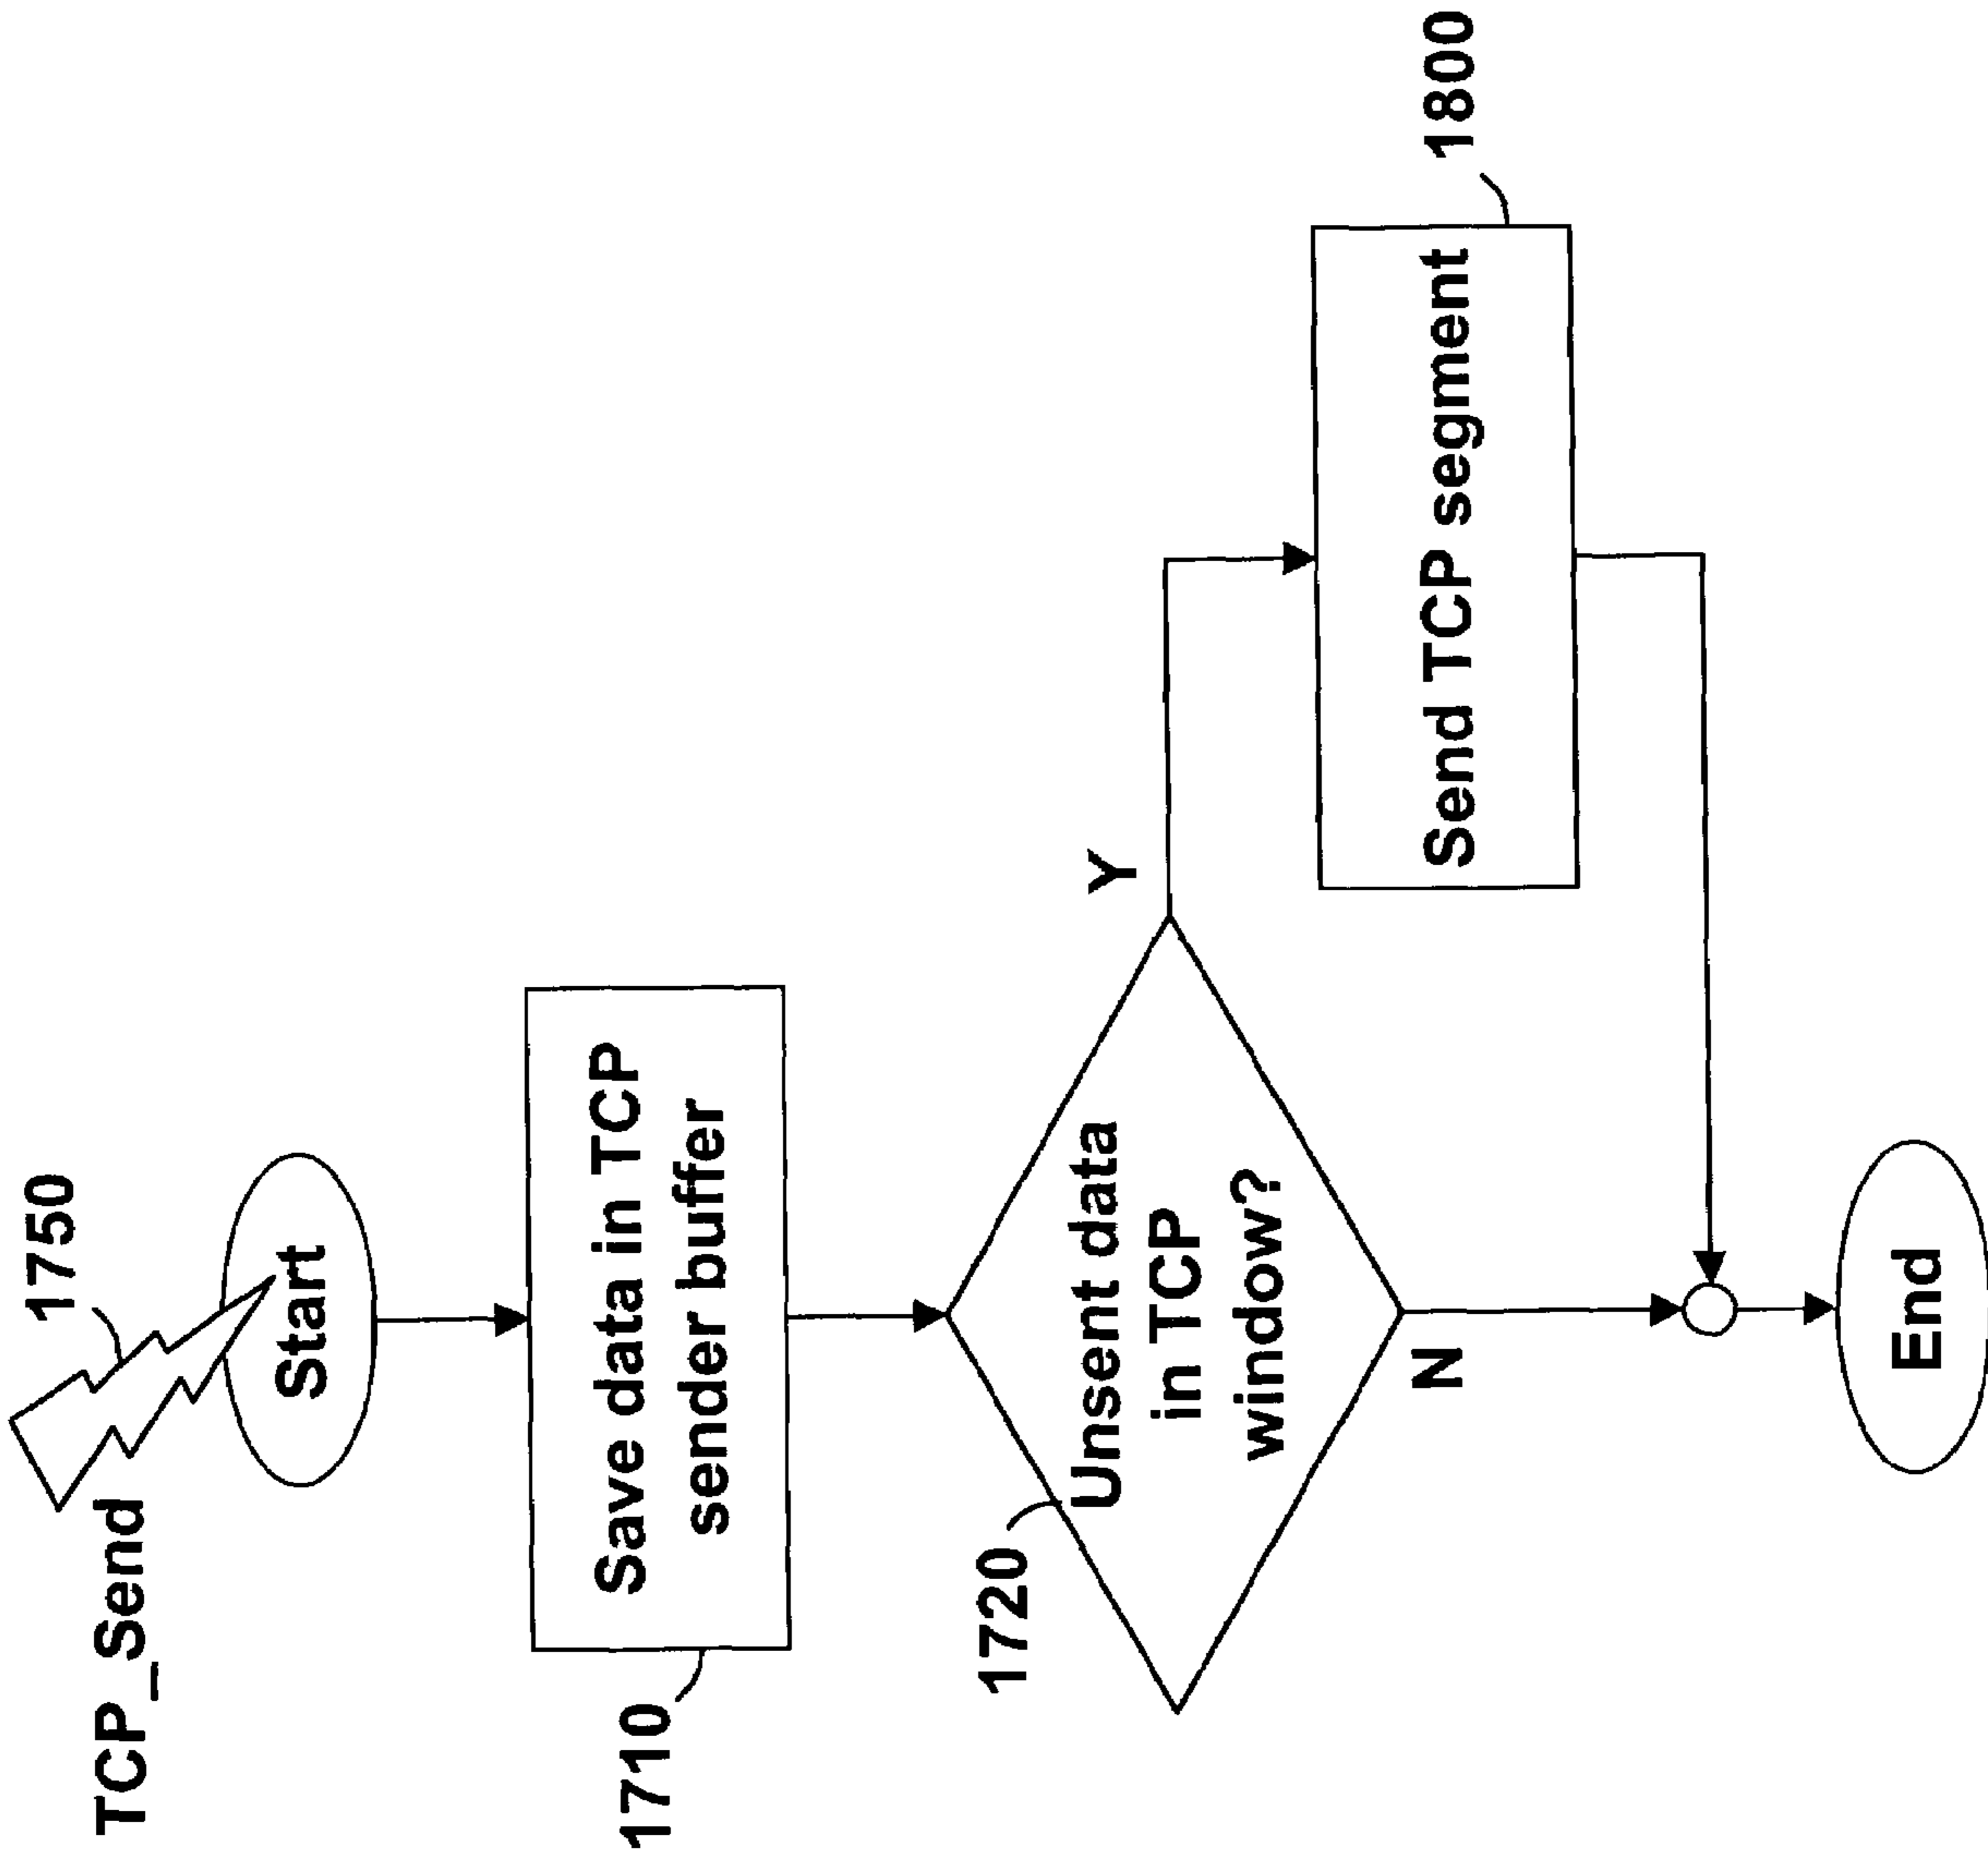 TCP_Send
1750
Start
1710
Save data in TCP
sender buffer
1720
Unsent data
in TCP
window?
Y
N
Send TCP segment
1800
End